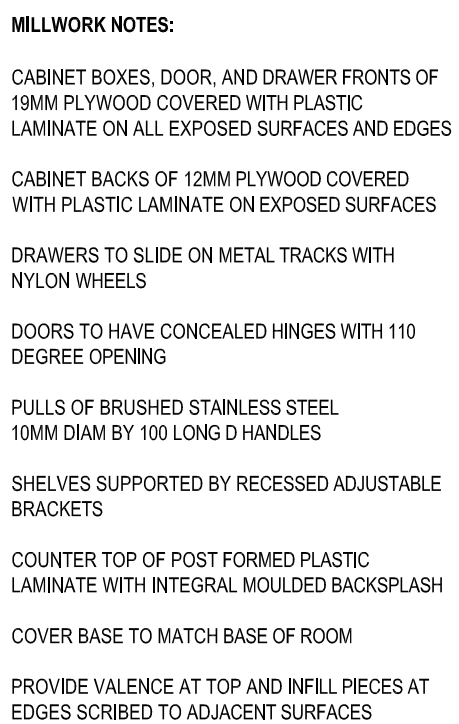 MILLWORK NOTES:
CABINET BOXES, DOOR, AND DRAWER FRONTS OF
19MM PLYWOOD COVERED WITH PLASTIC
LAMINATE ON ALL EXPOSED SURFACES AND EDGES
CABINET BACKS OF 12MM PLYWOOD COVERED
WITH PLASTIC LAMINATE ON EXPOSED SURFACES
DRAWERS TO SLIDE ON METAL TRACKS WITH
NYLON WHEELS
DOORS TO HAVE CONCEALED HINGES WITH 110
DEGREE OPENING
PULLS OF BRUSHED STAINLESS STEEL
10MM DIAM BY 100 LONG D HANDLES
SHELVES SUPPORTED BY RECESSED ADJUSTABLE
BRACKETS
COUNTER TOP OF POST FORMED PLASTIC
LAMINATE WITH INTEGRAL MOULDED BACKSPLASH
COVER BASE TO MATCH BASE OF ROOM
PROVIDE VALENCE AT TOP AND INFILL PIECES AT
EDGES SCRIBED TO ADJACENT SURFACES